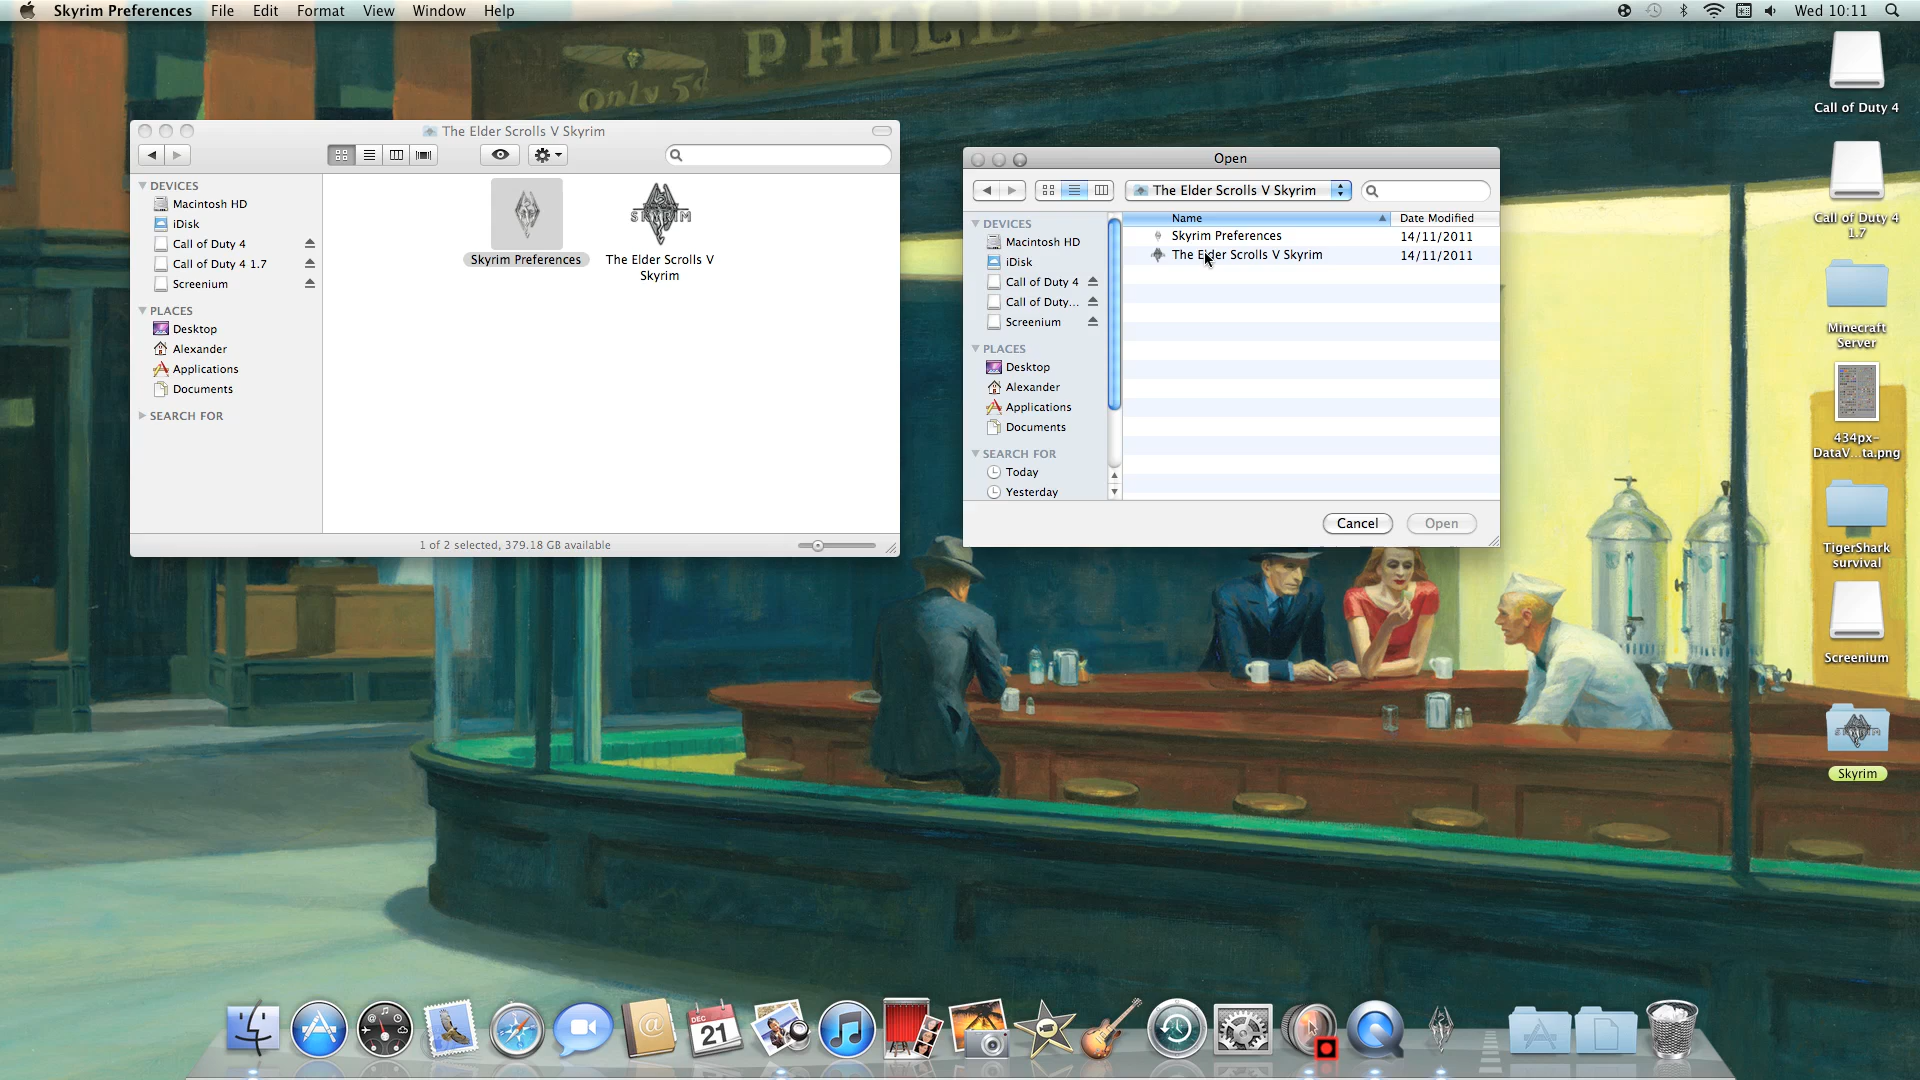 Skyrim Preferences File Edit Format View Window Help Wed 10:11
PHILLI
Only 5¢
The Elder Scrolls V Skyrim
DEVICES
Macintosh HD
iDisk
Call of Duty 4
Call of Duty 4 1.7
Screenium
PLACES
Desktop
Alexander
Applications
Documents
SEARCH FOR
SKYRIM
Skyrim Preferences
The Elder Scrolls V
Skyrim
1 of 2 selected, 379.18 GB available
Open
The Elder Scrolls V Skyrim
DEVICES
Macintosh HD
iDisk
Call of Duty 4
Call of Duty...
Screenium
PLACES
Desktop
Alexander
Applications
Documents
SEARCH FOR
Today
Yesterday
Name Date Modified
Skyrim Preferences 14/11/2011
The Elder Scrolls V Skyrim 14/11/2011
Cancel Open
Call of Duty 4
Call of Duty 4
1.7
Minecraft
Server
434px-
DataV...ta.png
TigerShark
survival
Screenium
SKYRIM
Skyrim
DEC
21